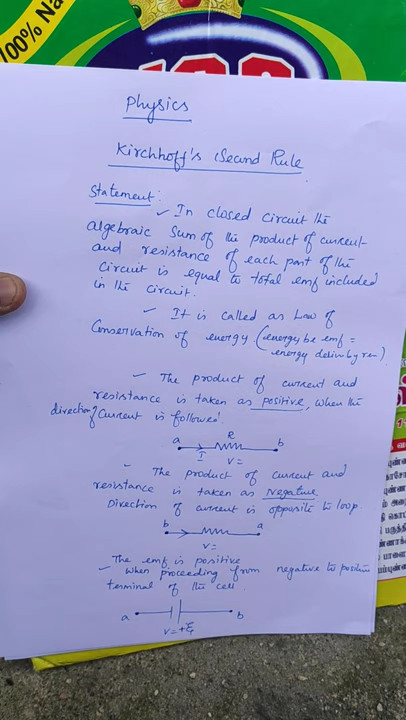 100% Na
Physics
Kirchhoff's Second Rule
Statement:
✓ In closed circuit the
algebraic Sum of the product of current
and resistance of each part of the
circuit is equal to total emf included
in the circuit.
✓ It is called as Law of
Conservation of energy (energy be emf =
energy delin by res)
✓ The product of current and
resistance is taken as positive, when the
direction of Current is followed
R
a b
I
V =
✓ The product of current and
resistance is taken as Negative
Direction of current is opposite to loop
b a
V =
The emf is positive
✓ When proceeding from negative to positive
terminal of the cell
a b
V = +ξ